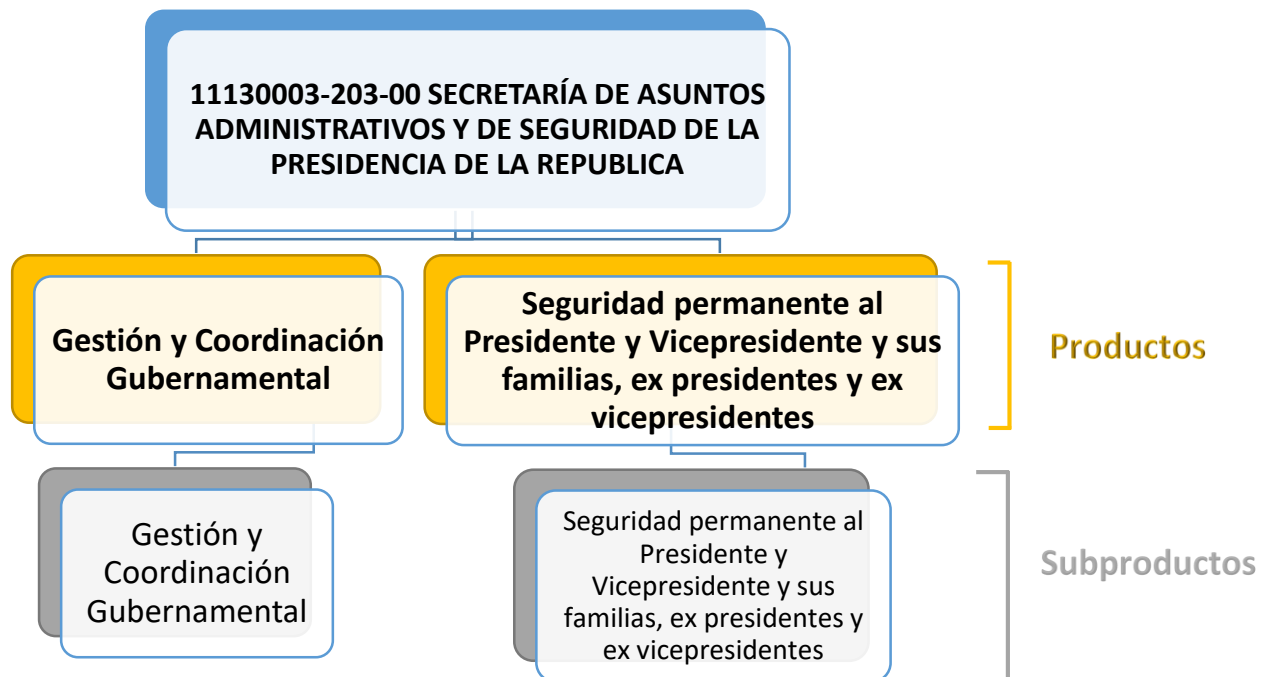 11130003-203-00 SECRETARÍA DE ASUNTOS
ADMINISTRATIVOS Y DE SEGURIDAD DE LA
PRESIDENCIA DE LA REPUBLICA
Gestión y Coordinación
Gubernamental
Seguridad permanente al
Presidente y Vicepresidente y sus
familias, ex presidentes y ex
vicepresidentes
Productos
Gestión y
Coordinación
Gubernamental
Seguridad permanente al
Presidente y
Vicepresidente y sus
familias, ex presidentes y
ex vicepresidentes
Subproductos